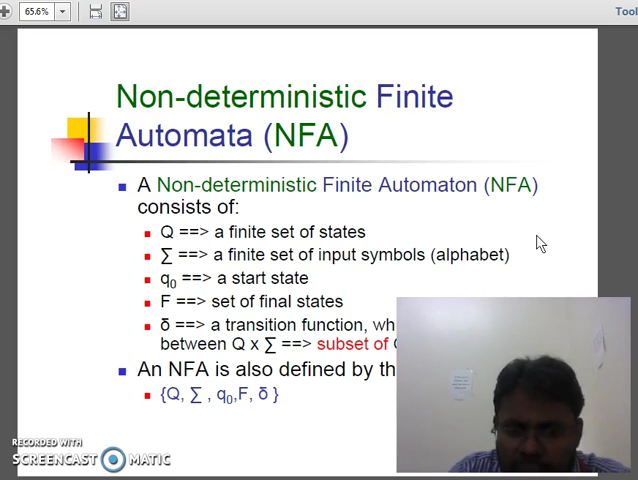 65.6%
Tool
Non-deterministic Finite
Automata (NFA)
A Non-deterministic Finite Automaton (NFA)
consists of:
Q ==> a finite set of states
∑ ==> a finite set of input symbols (alphabet)
q₀ ==> a start state
F ==> set of final states
δ ==> a transition function, wh
between Q x ∑ ==> subset of
An NFA is also defined by th
{Q, ∑ , q₀,F, δ }
RECORDED WITH
SCREENCAST MATIC